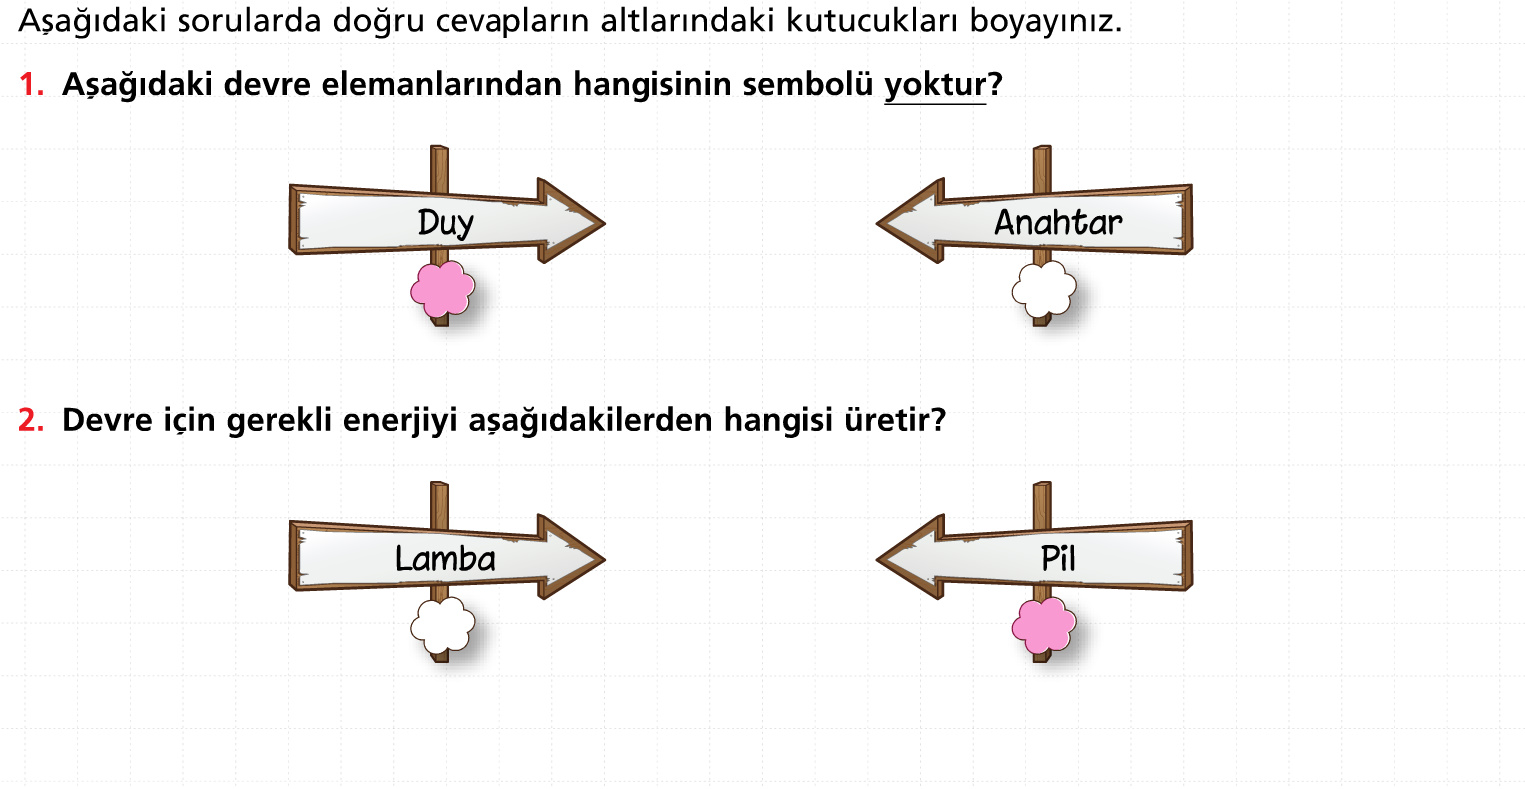 Aşağıdaki sorularda doğru cevapların altlarındaki kutucukları boyayınız.
1. Aşağıdaki devre elemanlarından hangisinin sembolü yoktur?
Duy
Anahtar
2. Devre için gerekli enerjiyi aşağıdakilerden hangisi üretir?
Lamba
Pil